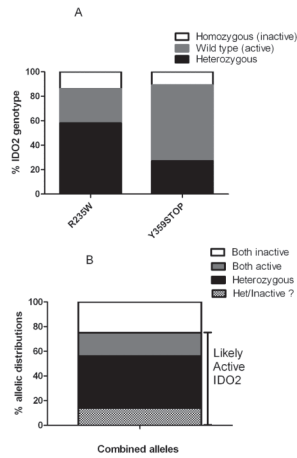 A
Homozygous (inactive)
Wild type (active)
Heterozygous
% IDO2 genotype
100
80
60
40
20
0
R235W
Y359STOP
B
Both inactive
Both active
Heterozygous
Het/Inactive ?
% allelic distributions
100
80
60
40
20
0
Likely
Active
IDO2
Combined alleles